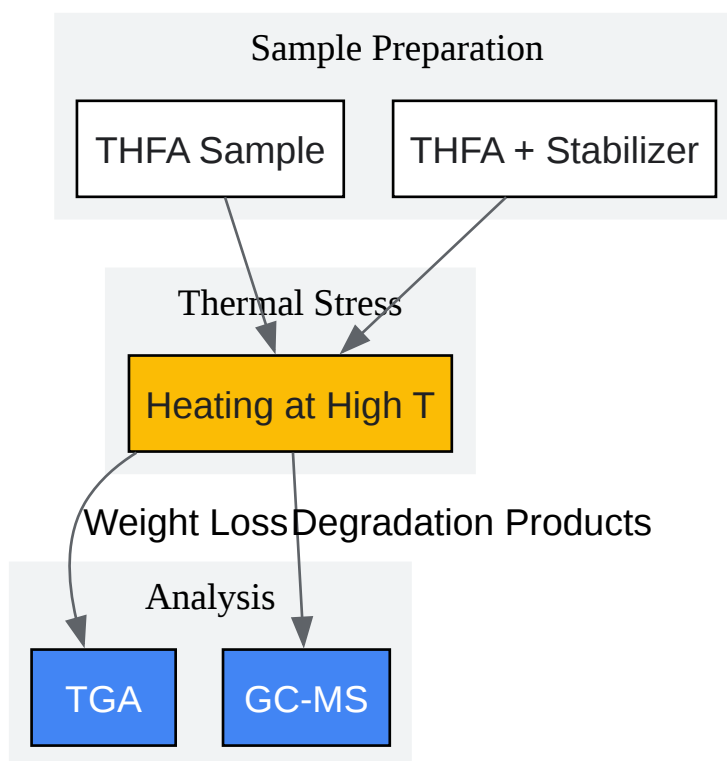 Sample Preparation
THFA Sample
THFA + Stabilizer
Thermal Stress
Heating at High T
Weight Loss
Degradation Products
Analysis
TGA
GC-MS